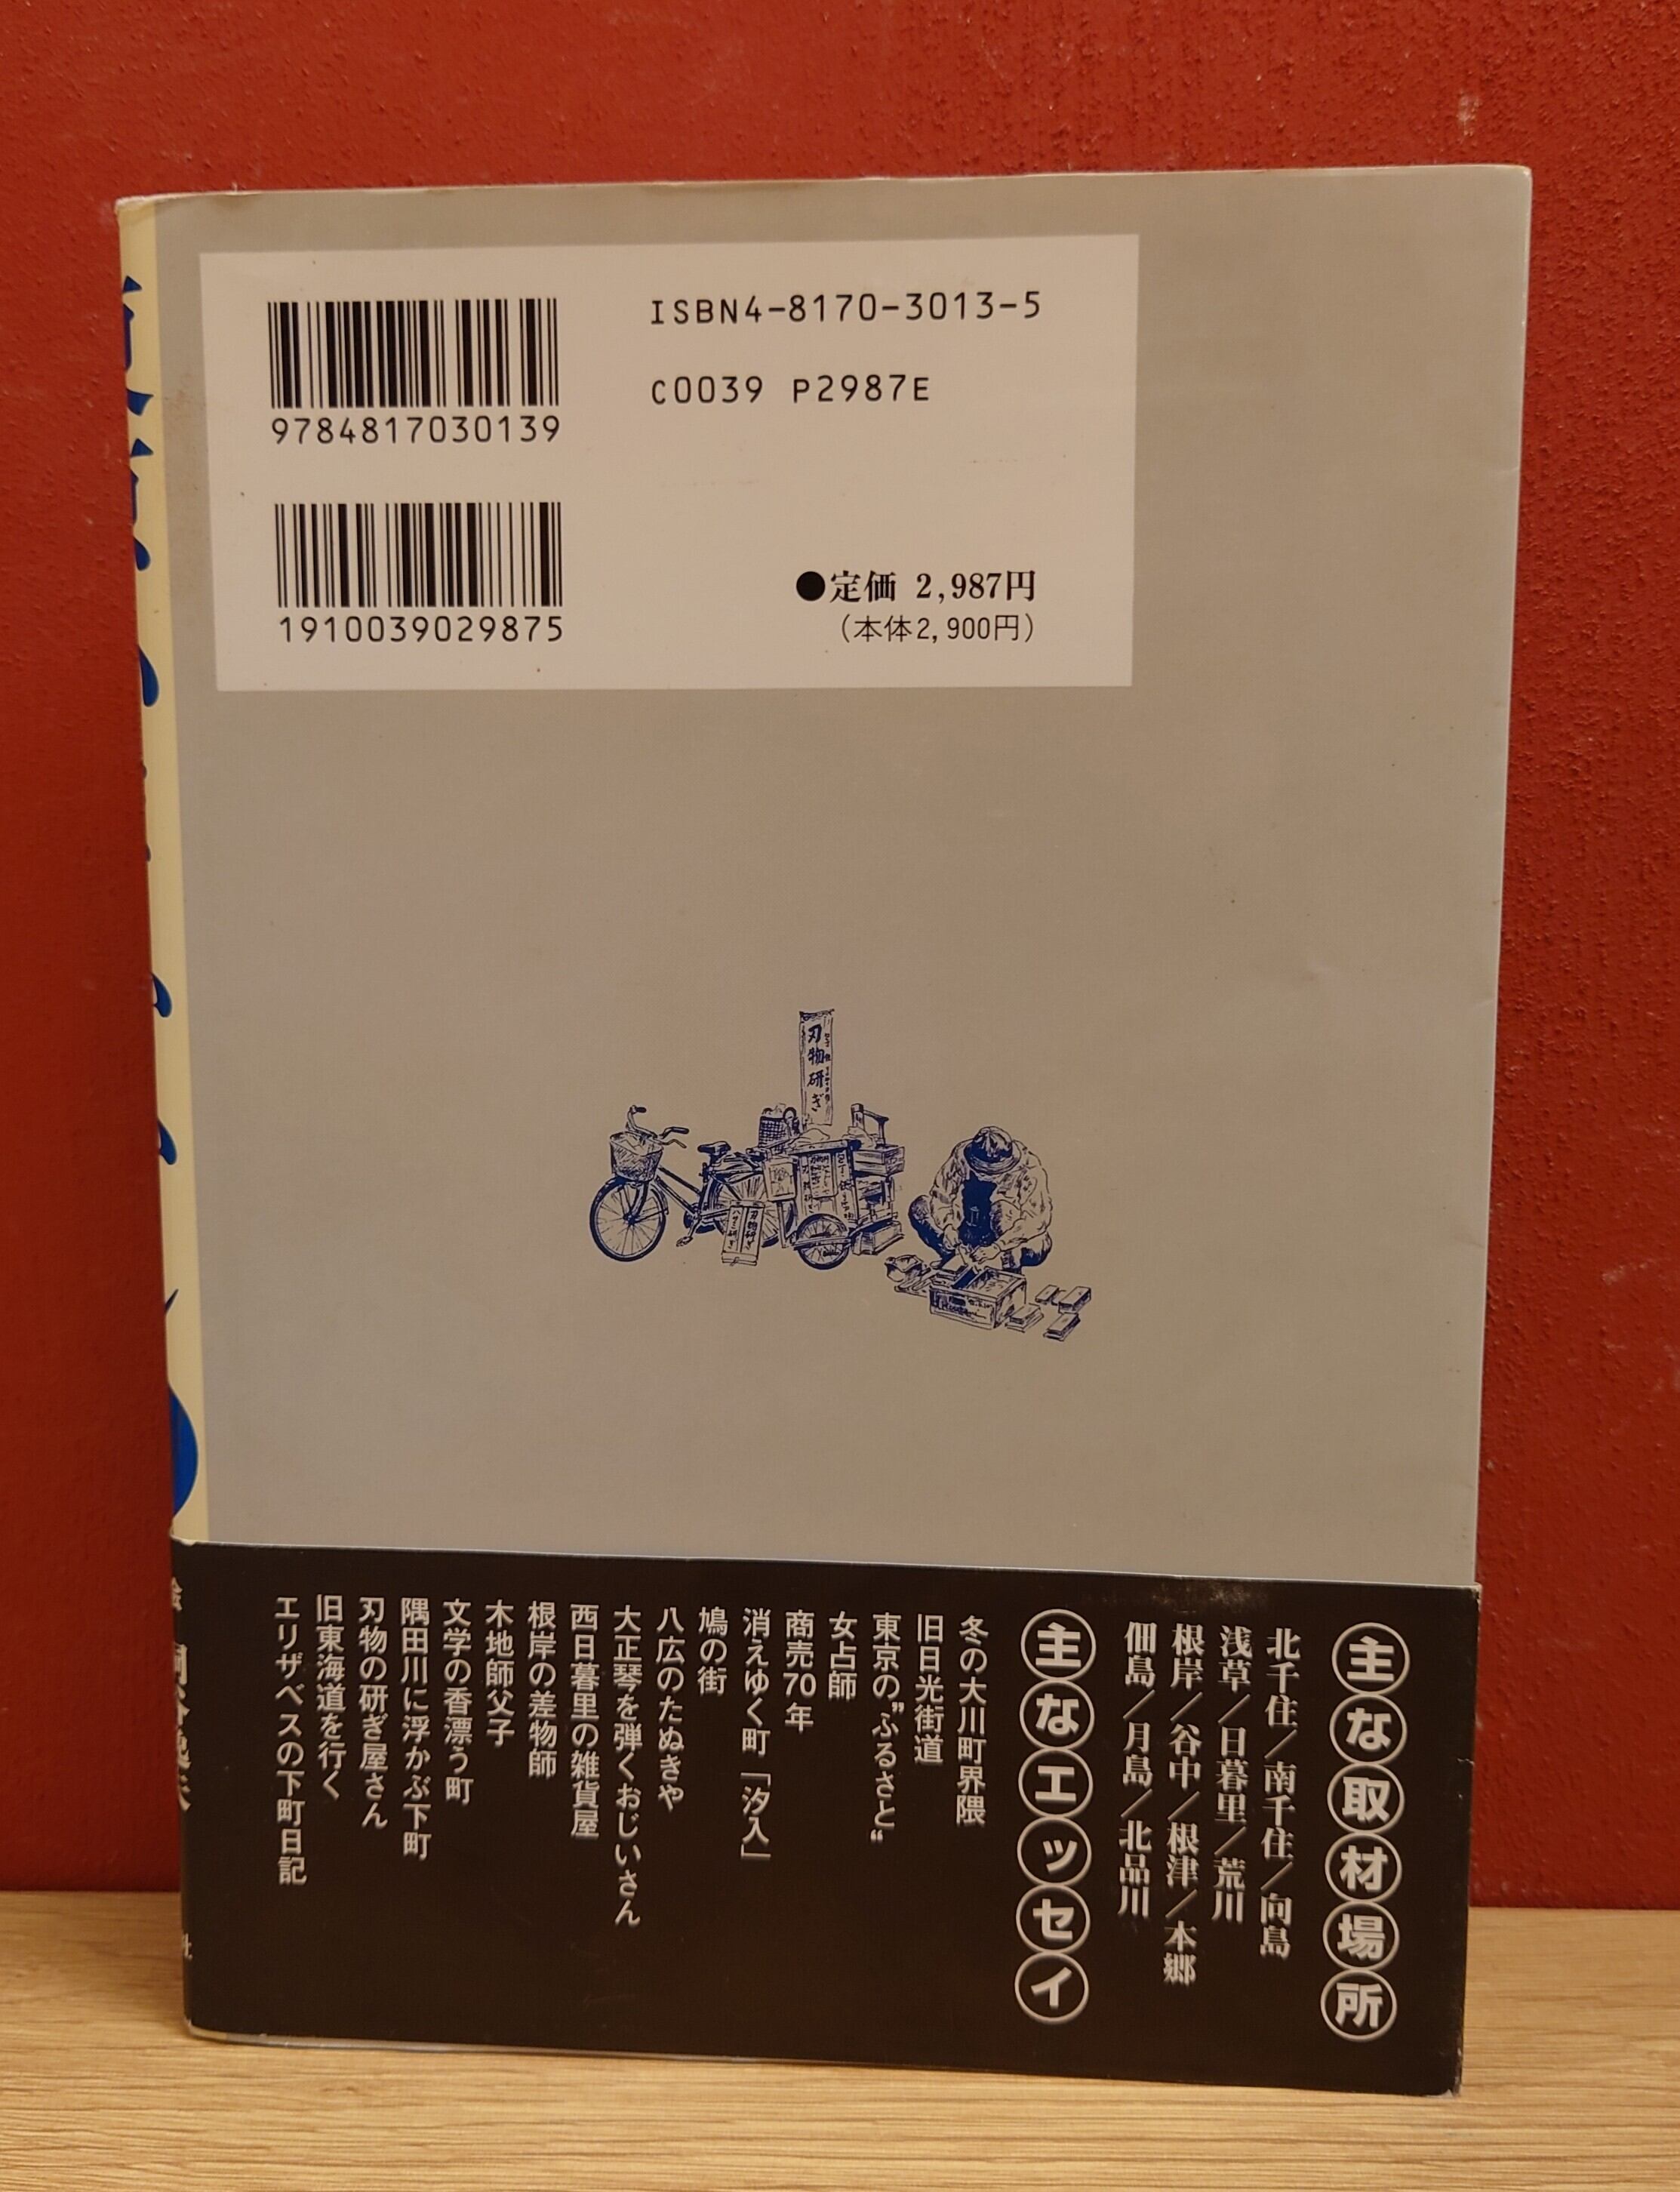 ISBN4-8170-3013-5
C0039 P2987E
9784817030139
1910039029875
●定価 2,987円
（本体2,900円）
刃物研ぎ
主な取材場所
北千住／南千住／向島
浅草／日暮里／荒川
根岸／谷中／根津／本郷
佃島／月島／北品川
主なエッセイ
冬の大川町界隈
旧日光街道
東京の〝ふるさと〟
女占師
商売70年
消えゆく町「汐入」
鳩の街
八広のたぬきや
大正琴を弾くおじいさん
西日暮里の雑貨屋
根岸の差物師
木地師父子
文学の香漂う町
隅田川に浮かぶ下町
刃物の研ぎ屋さん
旧東海道を行く
エリザベスの下町日記